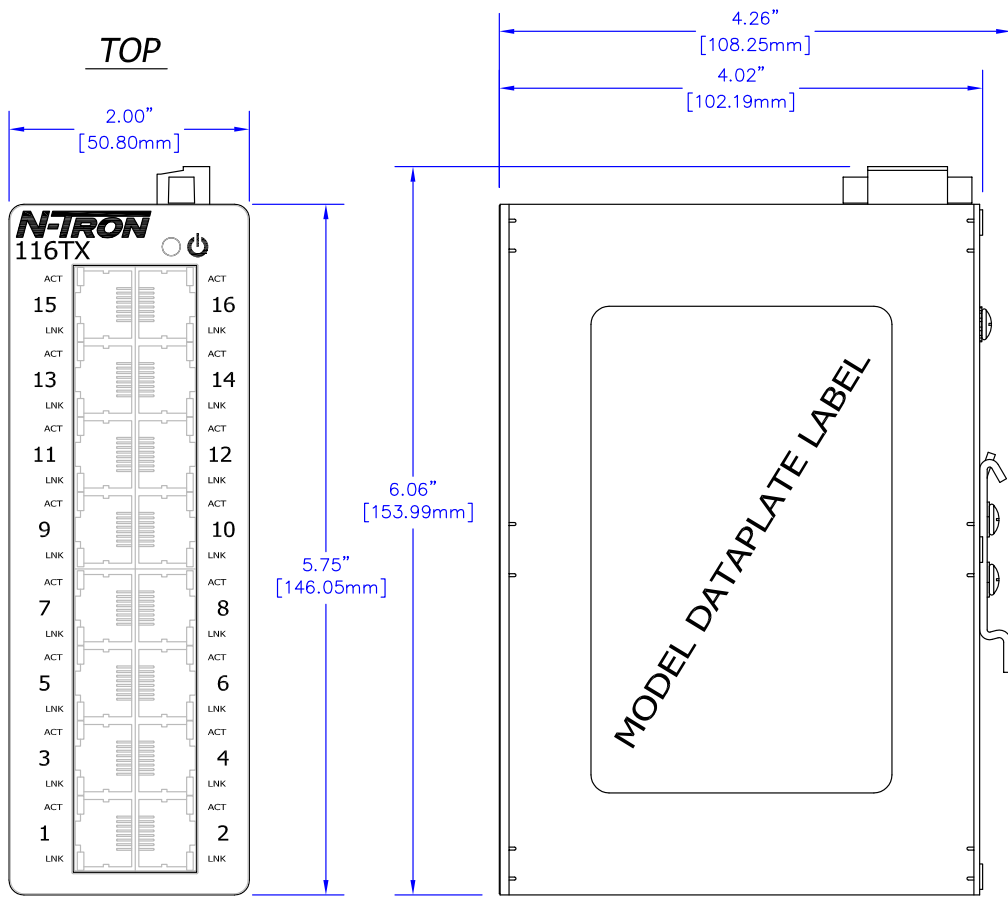 TOP
2.00”
[50.80mm]
4.26”
[108.25mm]
4.02”
[102.19mm]
N-TRON
116TX
ACT ACT
15 16
LNK LNK
ACT ACT
13 14
LNK LNK
ACT ACT
11 12
LNK LNK
ACT ACT
9 10
LNK LNK
ACT ACT
7 8
LNK LNK
ACT ACT
5 6
LNK LNK
ACT ACT
3 4
LNK LNK
ACT ACT
1 2
LNK LNK
5.75”
[146.05mm]
6.06”
[153.99mm]
MODEL DATAPLATE LABEL